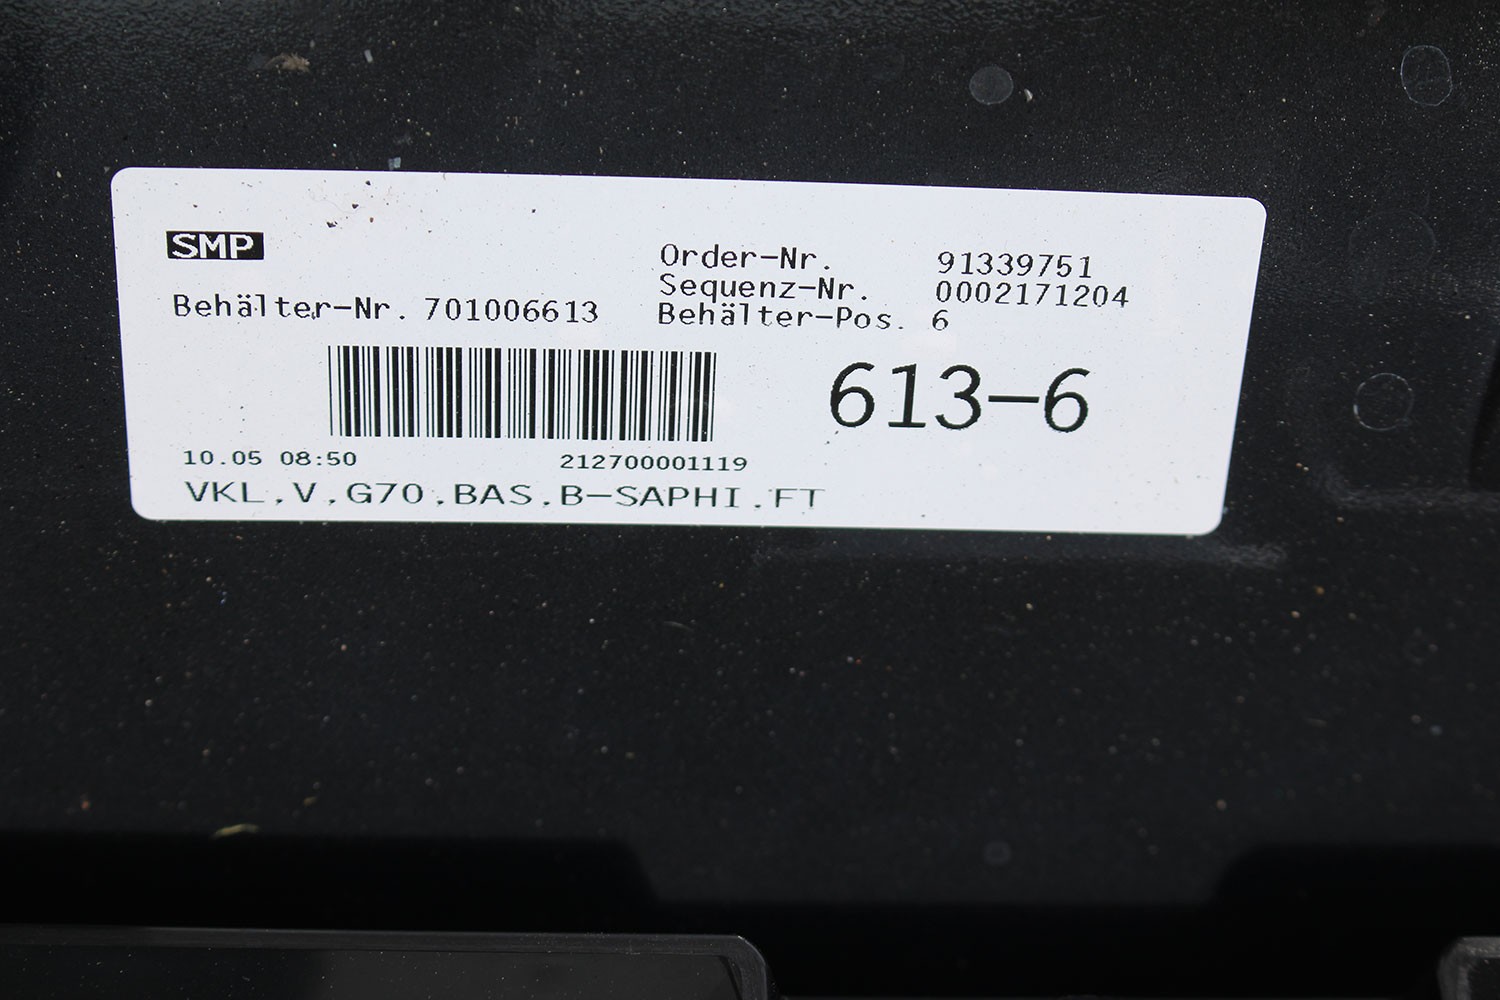 SMP
Order-Nr. 91339751
Sequenz-Nr. 0002171204
Behälter-Nr. 701006613
Behälter-Pos. 6
613-6
10.05 08:50
212700001119
VKL,V,G70,BAS,B-SAPHI,FT